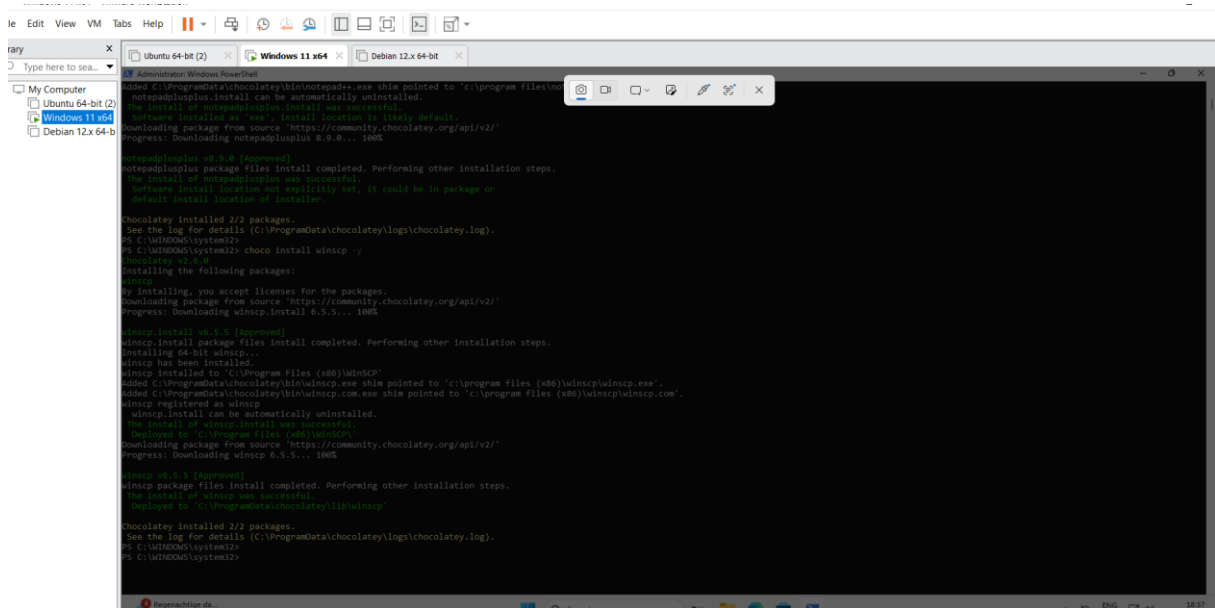 le Edit View VM Tabs Help
rary X
Type here to sea...
My Computer
Ubuntu 64-bit (2)
Windows 11 x64
Debian 12.x 64-b
Ubuntu 64-bit (2)
Windows 11 x64
Debian 12.x 64-bit
Administrator: Windows PowerShell
Added C:\ProgramData\chocolatey\bin\notepad++.exe shim pointed to 'c:\program files\no
notepadplusplus.install can be automatically uninstalled.
The install of notepadplusplus.install was successful.
Software installed as 'exe', install location is likely default.
Downloading package from source 'https://community.chocolatey.org/api/v2/'
Progress: Downloading notepadplusplus 8.9.0... 100%
notepadplusplus v8.9.0 [Approved]
notepadplusplus package files install completed. Performing other installation steps.
The install of notepadplusplus was successful.
Software install location not explicitly set, it could be in package or
default install location of installer.
Chocolatey installed 2/2 packages.
See the log for details (C:\ProgramData\chocolatey\logs\chocolatey.log).
PS C:\WINDOWS\system32>
PS C:\WINDOWS\system32> choco install winscp -y
Chocolatey v2.6.0
Installing the following packages:
winscp
By installing, you accept licenses for the packages.
Downloading package from source 'https://community.chocolatey.org/api/v2/'
Progress: Downloading winscp.install 6.5.5... 100%
winscp.install v6.5.5 [Approved]
winscp.install package files install completed. Performing other installation steps.
Installing 64-bit winscp...
winscp has been installed.
winscp installed to 'C:\Program Files (x86)\WinSCP'
Added C:\ProgramData\chocolatey\bin\winscp.exe shim pointed to 'c:\program files (x86)\winscp\winscp.exe'.
Added C:\ProgramData\chocolatey\bin\winscp.com.exe shim pointed to 'c:\program files (x86)\winscp\winscp.com'.
winscp registered as winscp
winscp.install can be automatically uninstalled.
The install of winscp.install was successful.
Deployed to 'C:\Program Files (x86)\WinSCP\'
Downloading package from source 'https://community.chocolatey.org/api/v2/'
Progress: Downloading winscp 6.5.5... 100%
winscp v6.5.5 [Approved]
winscp package files install completed. Performing other installation steps.
The install of winscp was successful.
Deployed to 'C:\ProgramData\chocolatey\lib\winscp'
Chocolatey installed 2/2 packages.
See the log for details (C:\ProgramData\chocolatey\logs\chocolatey.log).
PS C:\WINDOWS\system32>
PS C:\WINDOWS\system32>
Regenachtige da...
ENG
18:57